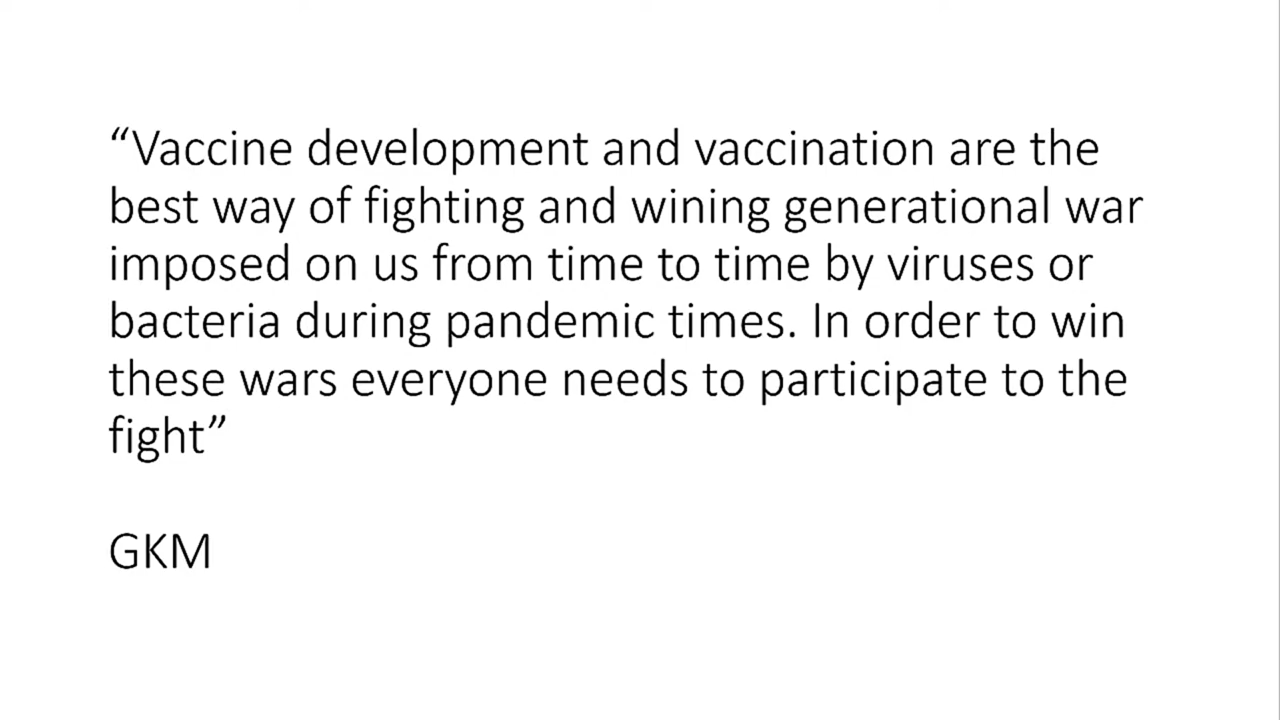 “Vaccine development and vaccination are the
best way of fighting and wining generational war
imposed on us from time to time by viruses or
bacteria during pandemic times. In order to win
these wars everyone needs to participate to the
fight”
GKM